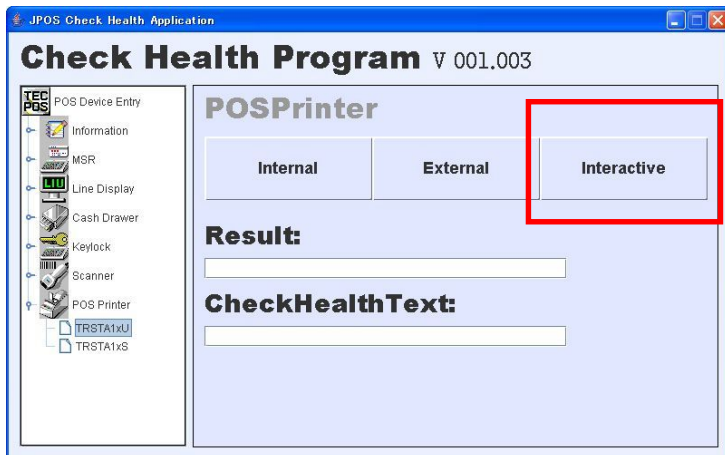 JPOS Check Health Application
Check Health Program V 001.003
TEC
POS
POS Device Entry
Information
MSR
LIU
Line Display
Cash Drawer
Keylock
Scanner
POS Printer
TRSTA1xU
TRSTA1xS
POSPrinter
Internal
External
Interactive
Result:
CheckHealthText: